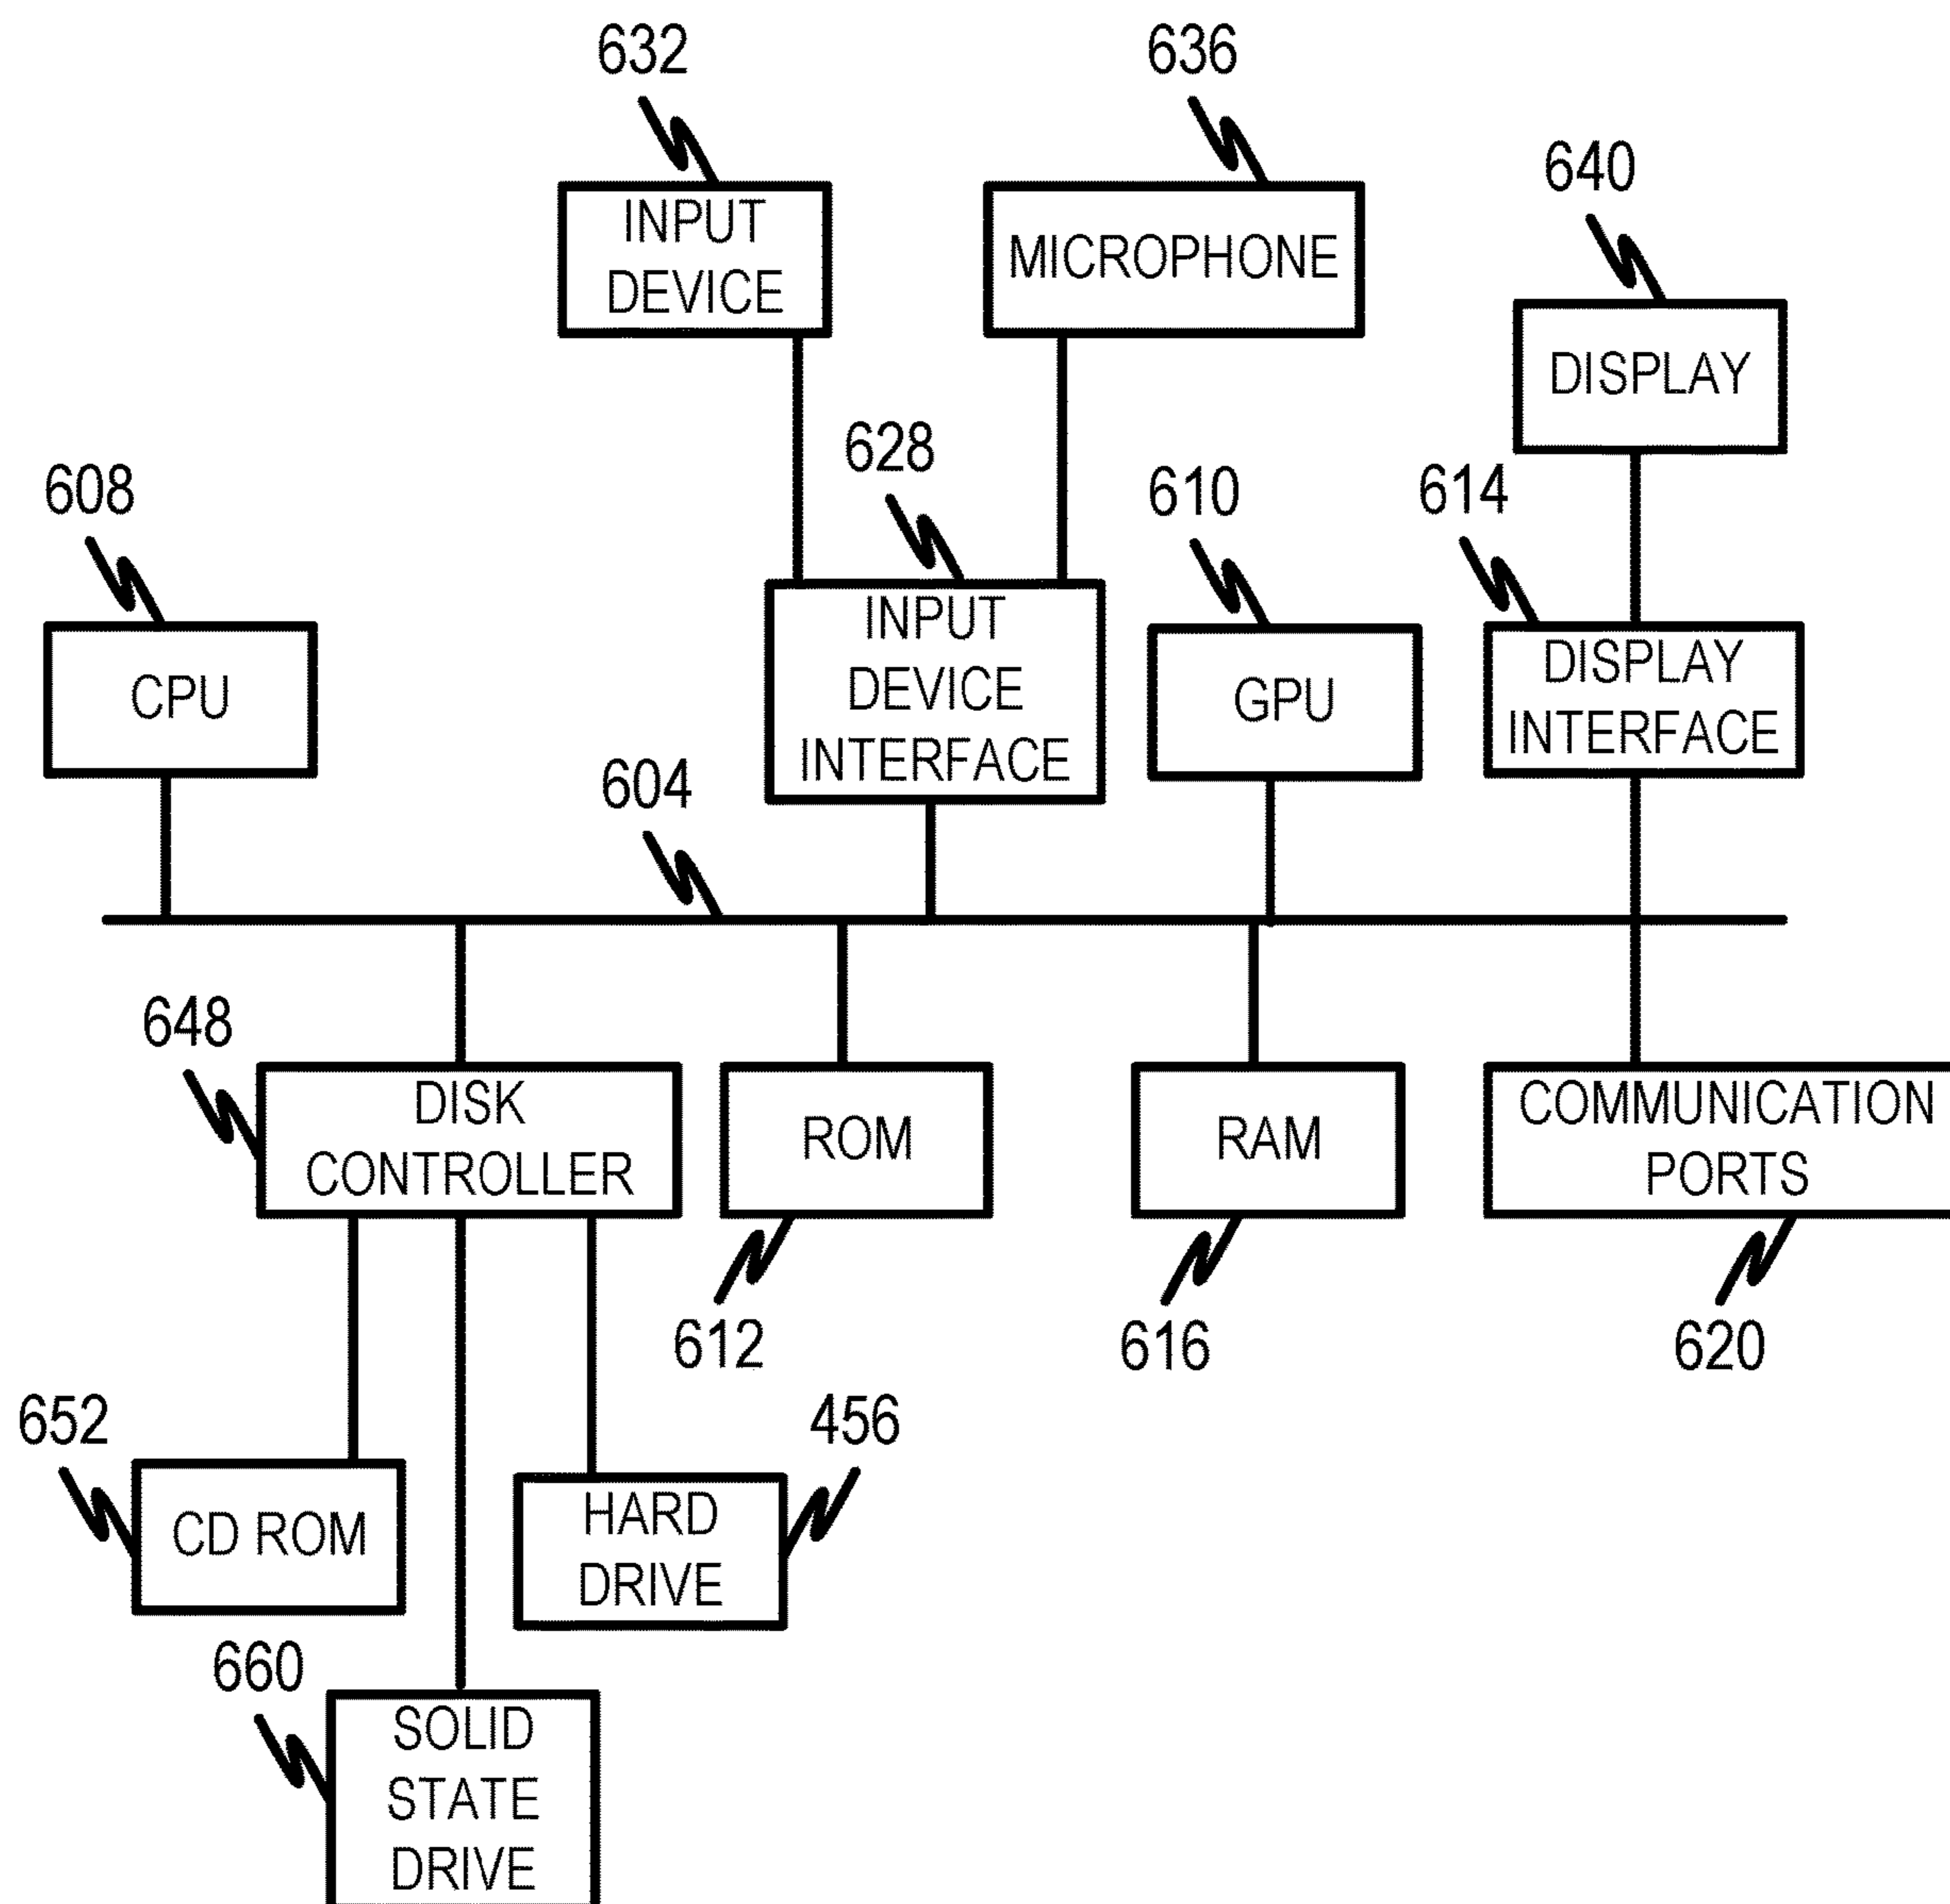 632
636
INPUT
DEVICE
MICROPHONE
640
DISPLAY
628
608
610
614
CPU
INPUT
DEVICE
INTERFACE
GPU
DISPLAY
INTERFACE
604
648
DISK
CONTROLLER
ROM
RAM
COMMUNICATION
PORTS
612
616
620
652
456
CD ROM
HARD
DRIVE
660
SOLID
STATE
DRIVE